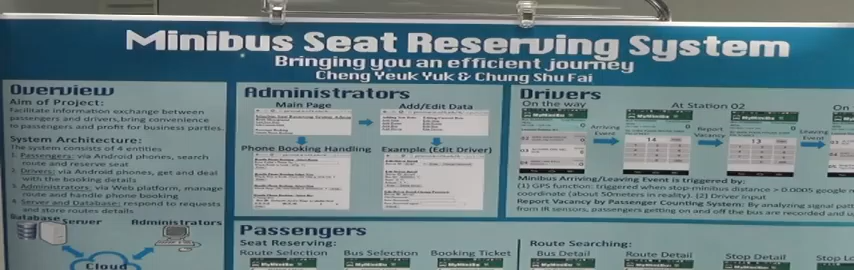 Minibus Seat Reserving System
Bringing you an efficient journey
Cheng Yeuk Yuk & Chung Shu Fai
Overview
Aim of Project:
Facilitate information exchange between
passengers and drivers, bring convenience
to passengers and profit for business parties.
System Architecture:
The system consists of 4 entities
1. Passengers: via Android phones, search
route and reserve seat
2. Drivers: via Android phones, get and deal
with the booking details
3. Administrators: via Web platform, manage
route and handle phone booking
4. Server and Database: respond to requests
and store routes details
Database Server
Administrators
Cloud
Administrators
Main Page
Add/Edit Data
Phone Booking Handling
Example (Edit Driver)
Drivers
On the way
At Station 02
On
Arriving
Event
14
Report
Vacancy
13
Leaving
Event
Minibus Arriving/Leaving Event is triggered by:
(1) GPS function: triggered when stop-minibus distance > 0.0005 google m
coordinate (about 50meters in reality). (2) Driver Input
Report Vacancy by Passenger Counting System: By analyzing signal pat
from IR sensors, passengers getting on and off the bus are recorded and u
Passengers
Seat Reserving:
Route Selection
Bus Selection
Booking Ticket
Route Searching:
Bus Detail
Route Detail
Stop Detail
Stop Lo